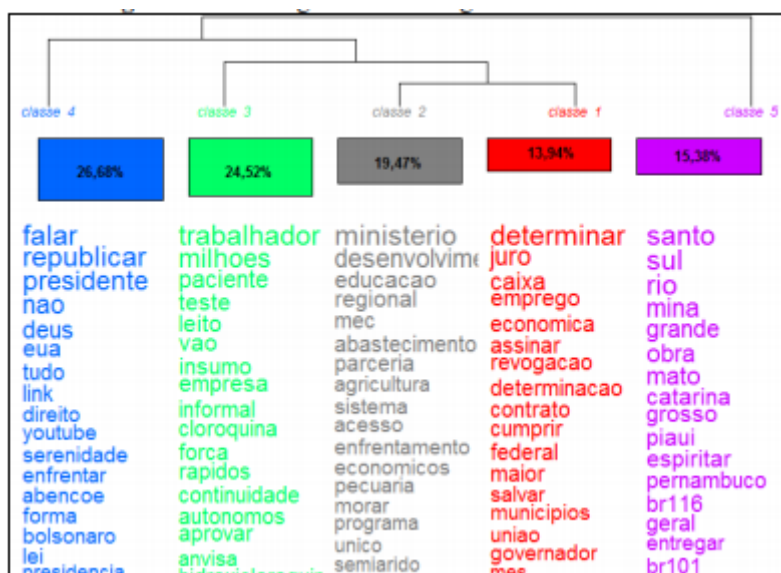 classe 4
classe 3
classe 2
classe 1
classe 5
26,68%
24,52%
19,47%
13,94%
15,38%
falar
republicar
presidente
nao
deus
eua
tudo
link
direito
youtube
serenidade
enfrentar
abencoe
forma
bolsonaro
lei
presidencia
trabalhador
milhoes
paciente
teste
leito
vao
insumo
empresa
informal
cloroquina
forca
rapidos
continuidade
autonomos
aprovar
anvisa
ministerio
desenvolvime
educacao
regional
mec
abastecimento
parceria
agricultura
sistema
acesso
enfrentamento
economicos
pecuaria
morar
programa
unico
semiarido
determinar
juro
caixa
emprego
economica
assinar
revogacao
determinacao
contrato
cumprir
federal
maior
salvar
municipios
uniao
governador
mes
santo
sul
rio
mina
grande
obra
mato
catarina
grosso
piaui
espiritar
pernambuco
br116
geral
entregar
br101